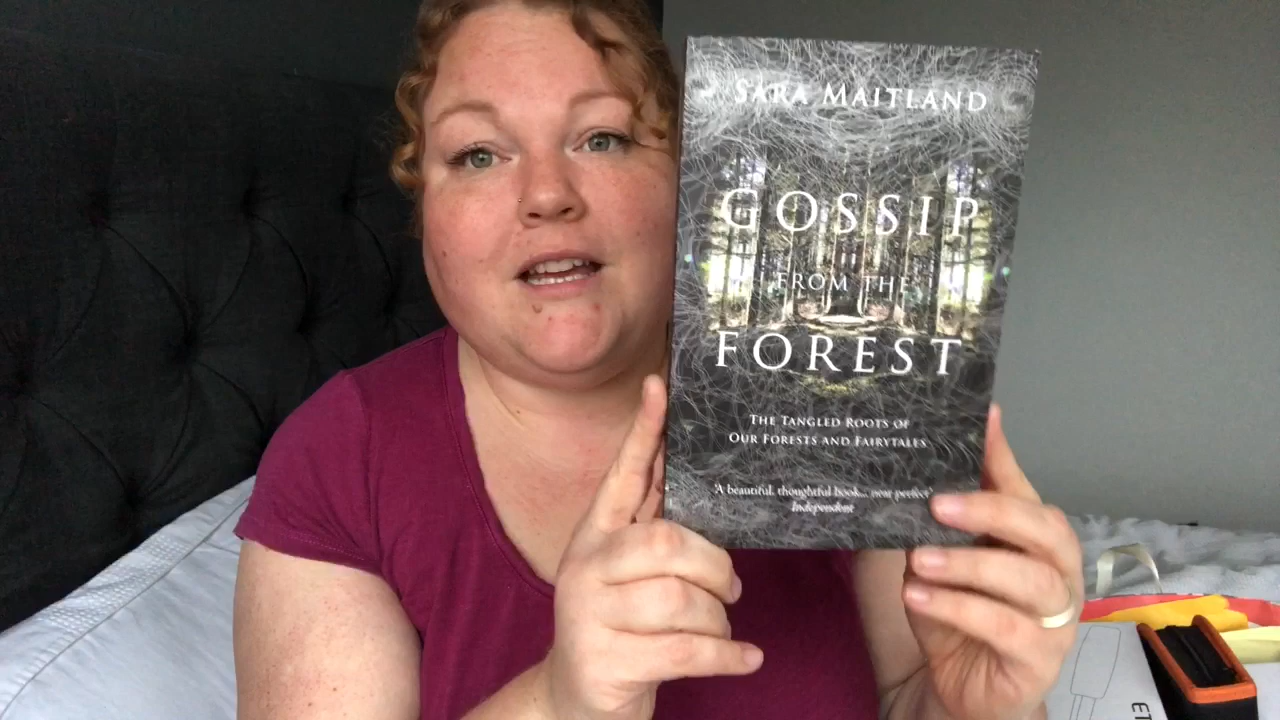 SARA MAITLAND
GOSSIP
FROM THE
FOREST
THE TANGLED ROOTS OF
OUR FORESTS AND FAIRYTALES
'A beautiful, thoughtful book... near perfect'
Independent
ET